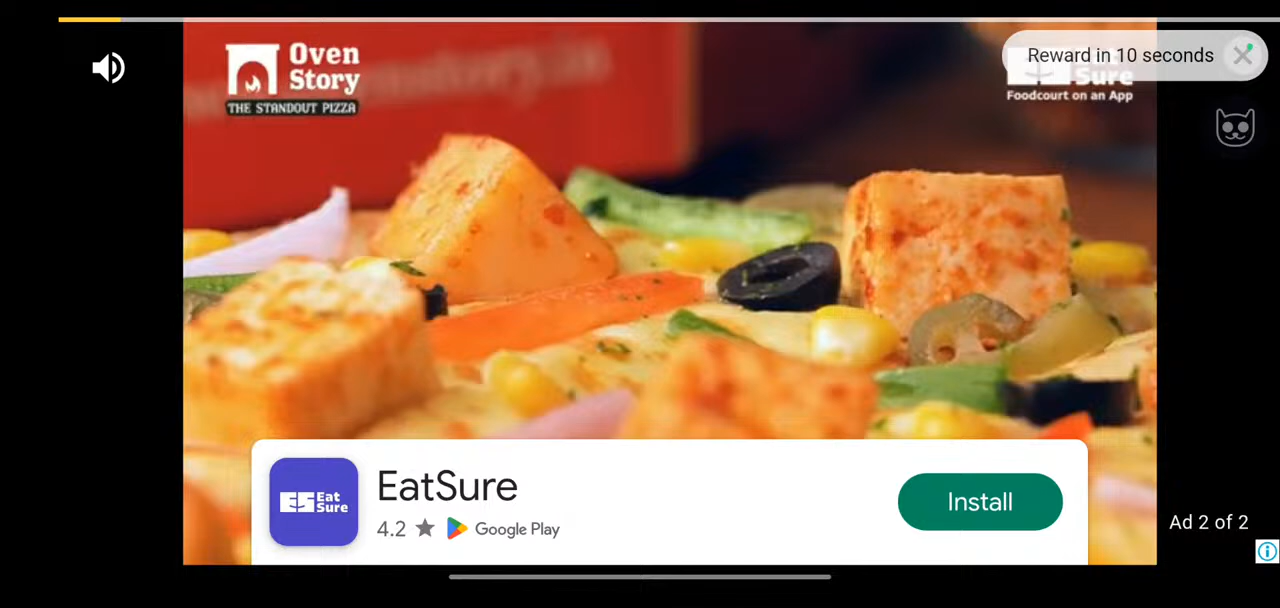 Oven
Story
THE STANDOUT PIZZA
Reward in 10 seconds
Sure
Foodcourt on an App
Eat
Sure
EatSure
4.2 ★ Google Play
Install
Ad 2 of 2